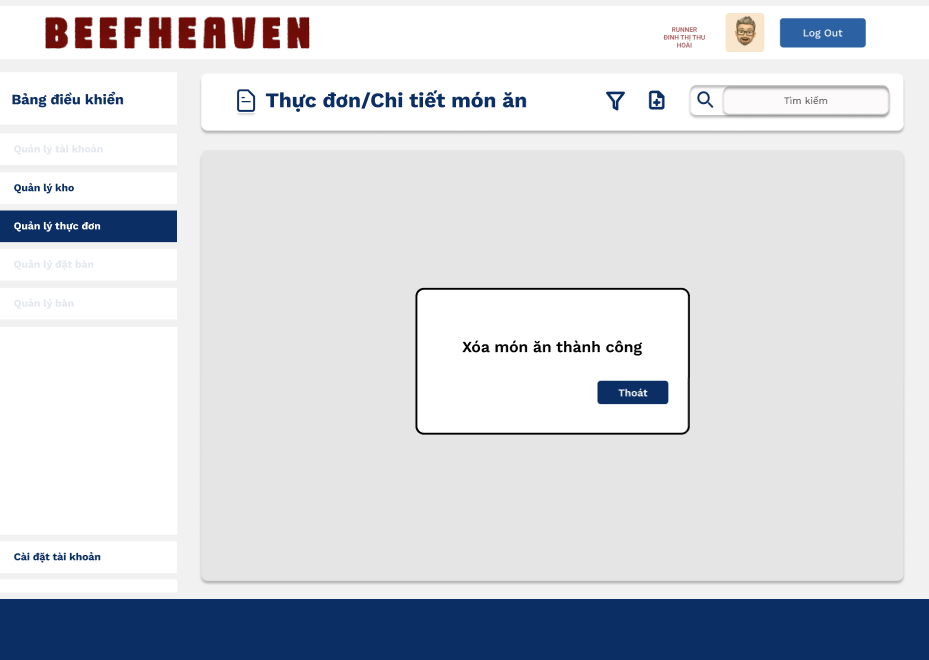 BEEFHEAVEN
RUNNER
ĐINH THỊ THU
HOÀI
Log Out
Bảng điều khiển
Quản lý tài khoản
Quản lý kho
Quản lý thực đơn
Quản lý đặt bàn
Quản lý bàn
Cài đặt tài khoản
Thực đơn/Chi tiết món ăn
Tìm kiếm
Xóa món ăn thành công
Thoát